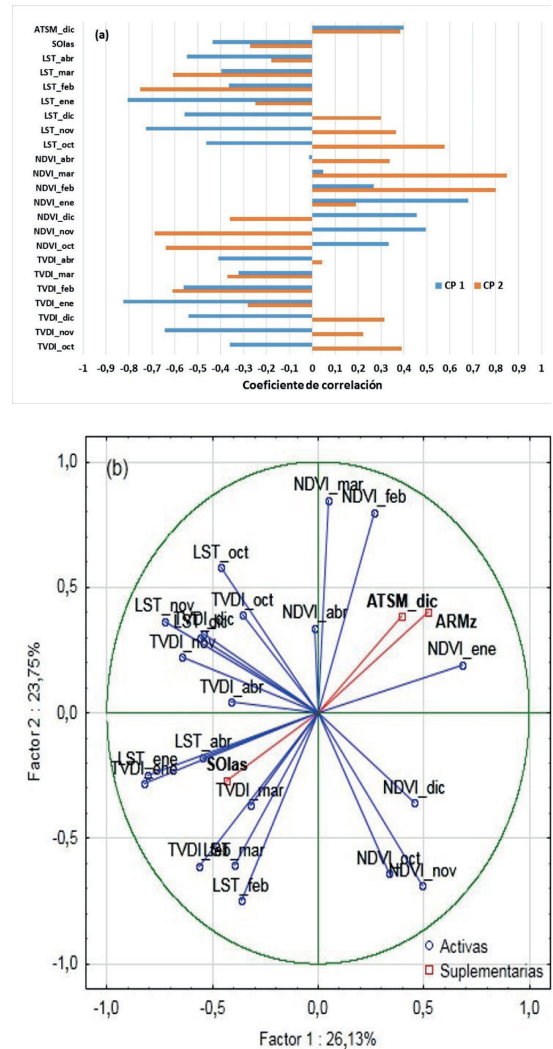 (a)
ATSM_dic
SOIas
LST_abr
LST_mar
LST_feb
LST_ene
LST_dic
LST_nov
LST_oct
NDVI_abr
NDVI_mar
NDVI_feb
NDVI_ene
NDVI_dic
NDVI_nov
NDVI_oct
TVDI_abr
TVDI_mar
TVDI_feb
TVDI_ene
TVDI_dic
TVDI_nov
TVDI_oct
CP 1 CP 2
-1 -0,9 -0,8 -0,7 -0,6 -0,5 -0,4 -0,3 -0,2 -0,1 0 0,1 0,2 0,3 0,4 0,5 0,6 0,7 0,8 0,9 1
Coeficiente de correlación
(b)
1,0
NDVI_mar
NDVI_feb
LST_oct
0,5
LST_nov
TVDI_dic
LST_dic
TVDI_oct
NDVI_abr
ATSM_dic
ARMz
TVDI_nov
NDVI_ene
TVDI_abr
0,0
LST_abr
LST_ene
SOIas
TVDI_ene
TVDI_mar
NDVI_dic
-0,5
TVDI_feb
LST_mar
NDVI_oct
NDVI_nov
LST_feb
Activas
Suplementarias
-1,0
-1,0 -0,5 0,0 0,5 1,0
Factor 2 : 23,75%
Factor 1 : 26,13%